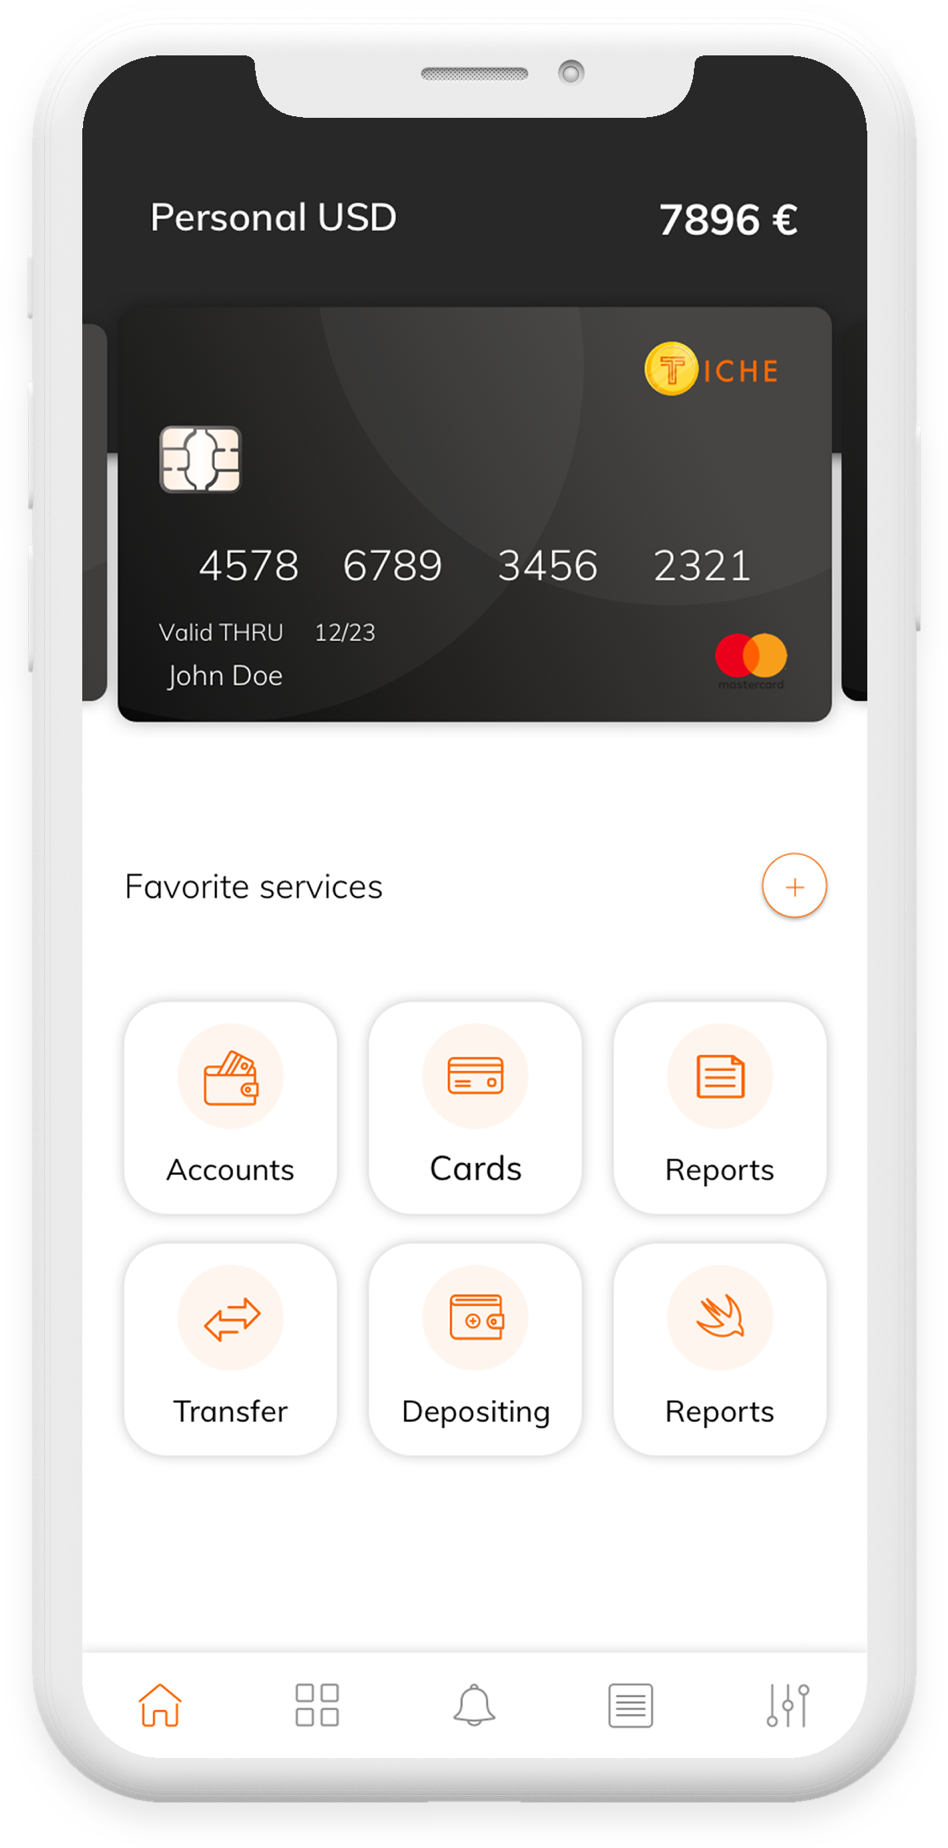 Personal USD 7896 €
TICHE
4578 6789 3456 2321
Valid THRU 12/23
John Doe
mastercard
Favorite services
+
Accounts Cards Reports
Transfer Depositing Reports